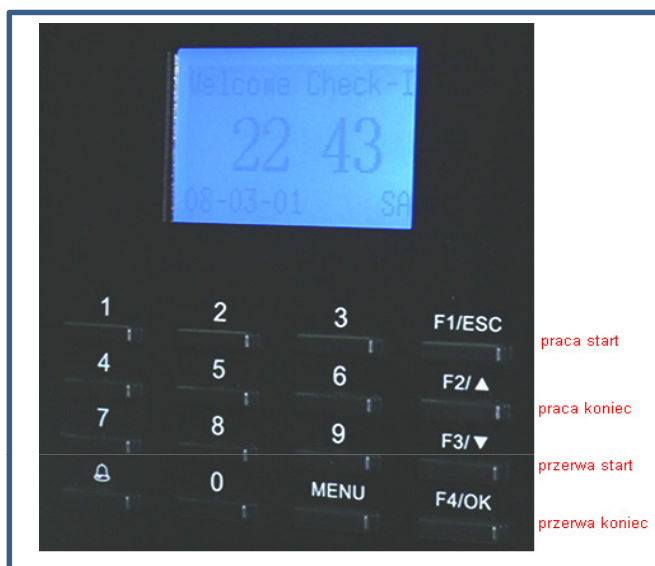 Welcome Check-I
22 43
08-03-01 SA
1 2 3 F1/ESC
praca start
4 5 6 F2/▲
praca koniec
7 8 9 F3/▼
przerwa start
0 MENU F4/OK
przerwa koniec